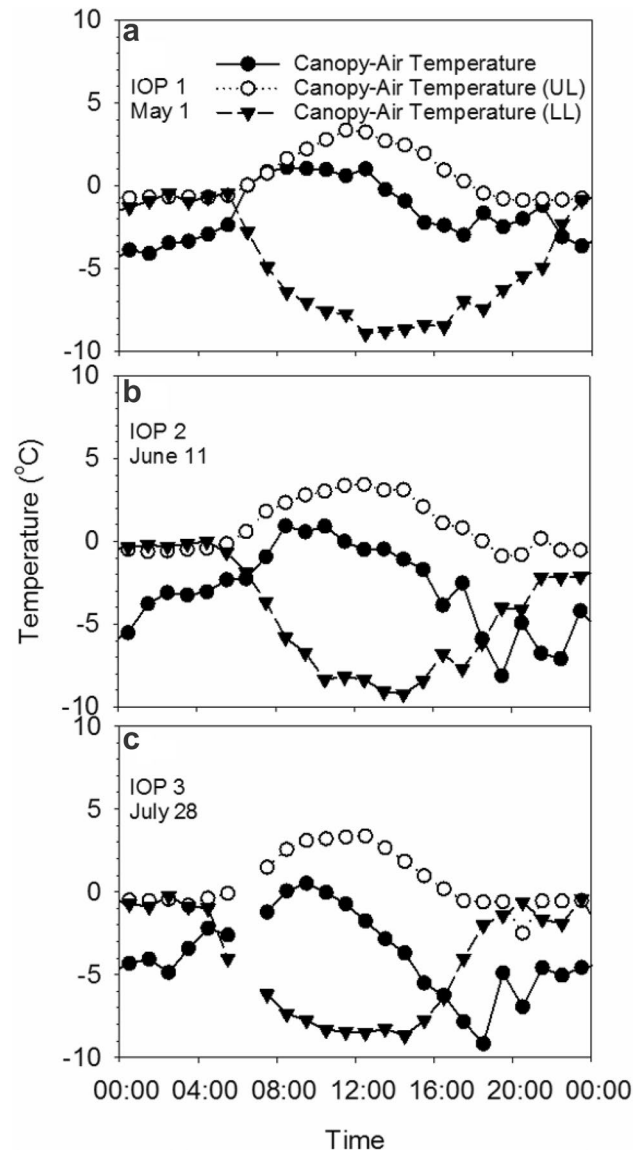 a
10
IOP 1
May 1
Canopy-Air Temperature
Canopy-Air Temperature (UL)
Canopy-Air Temperature (LL)
5
0
-5
-10
b
10
IOP 2
June 11
5
0
-5
-10
Temperature (°C)
c
10
IOP 3
July 28
5
0
-5
-10
00:00 04:00 08:00 12:00 16:00 20:00 00:00
Time